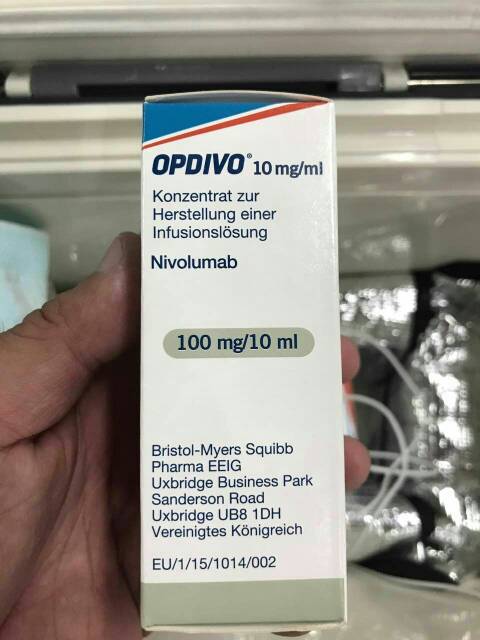 OPDIVO® 10 mg/ml
Konzentrat zur
Herstellung einer
Infusionslösung
Nivolumab
100 mg/10 ml
Bristol-Myers Squibb
Pharma EEIG
Uxbridge Business Park
Sanderson Road
Uxbridge UB8 1DH
Vereinigtes Königreich
EU/1/15/1014/002